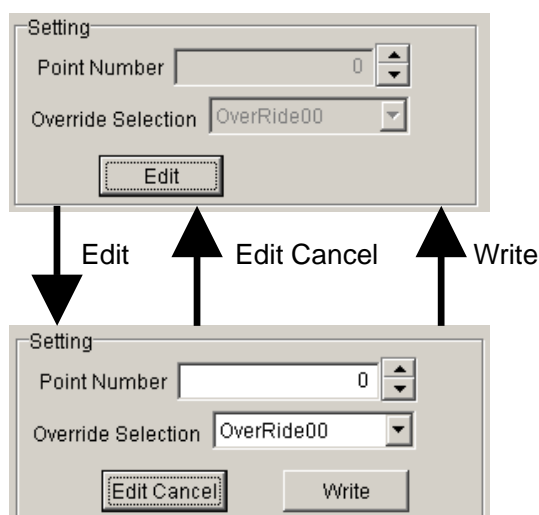 Setting
Point Number 0
Override Selection OverRide00
Edit
Edit Edit Cancel Write
Setting
Point Number 0
Override Selection OverRide00
Edit Cancel Write